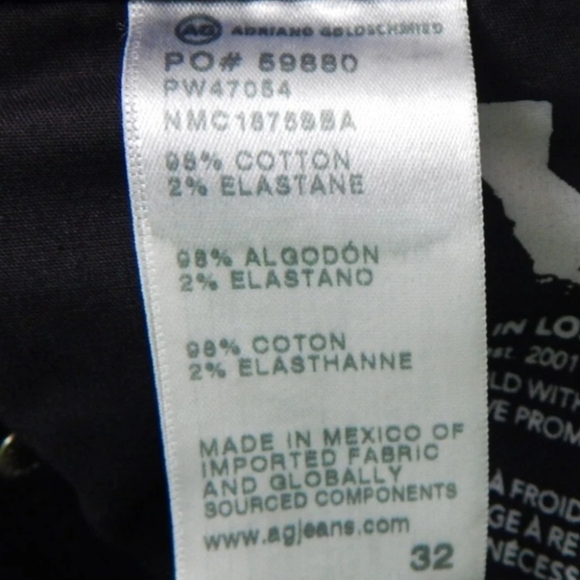 AG ADRIANO GOLDSCHMIED
PO# 59880
PW47054
98% COTTON
2% ELASTANE
98% ALGODÓN
2% ELASTANO
98% COTON
2% ELASTHANNE
MADE IN MEXICO OF
IMPORTED FABRIC
AND GLOBALLY
SOURCED COMPONENTS
www.agjeans.com
32
IN LO
est. 2001
LD WITH
VE PROM
A FROID
GE À RE
NÉCESS